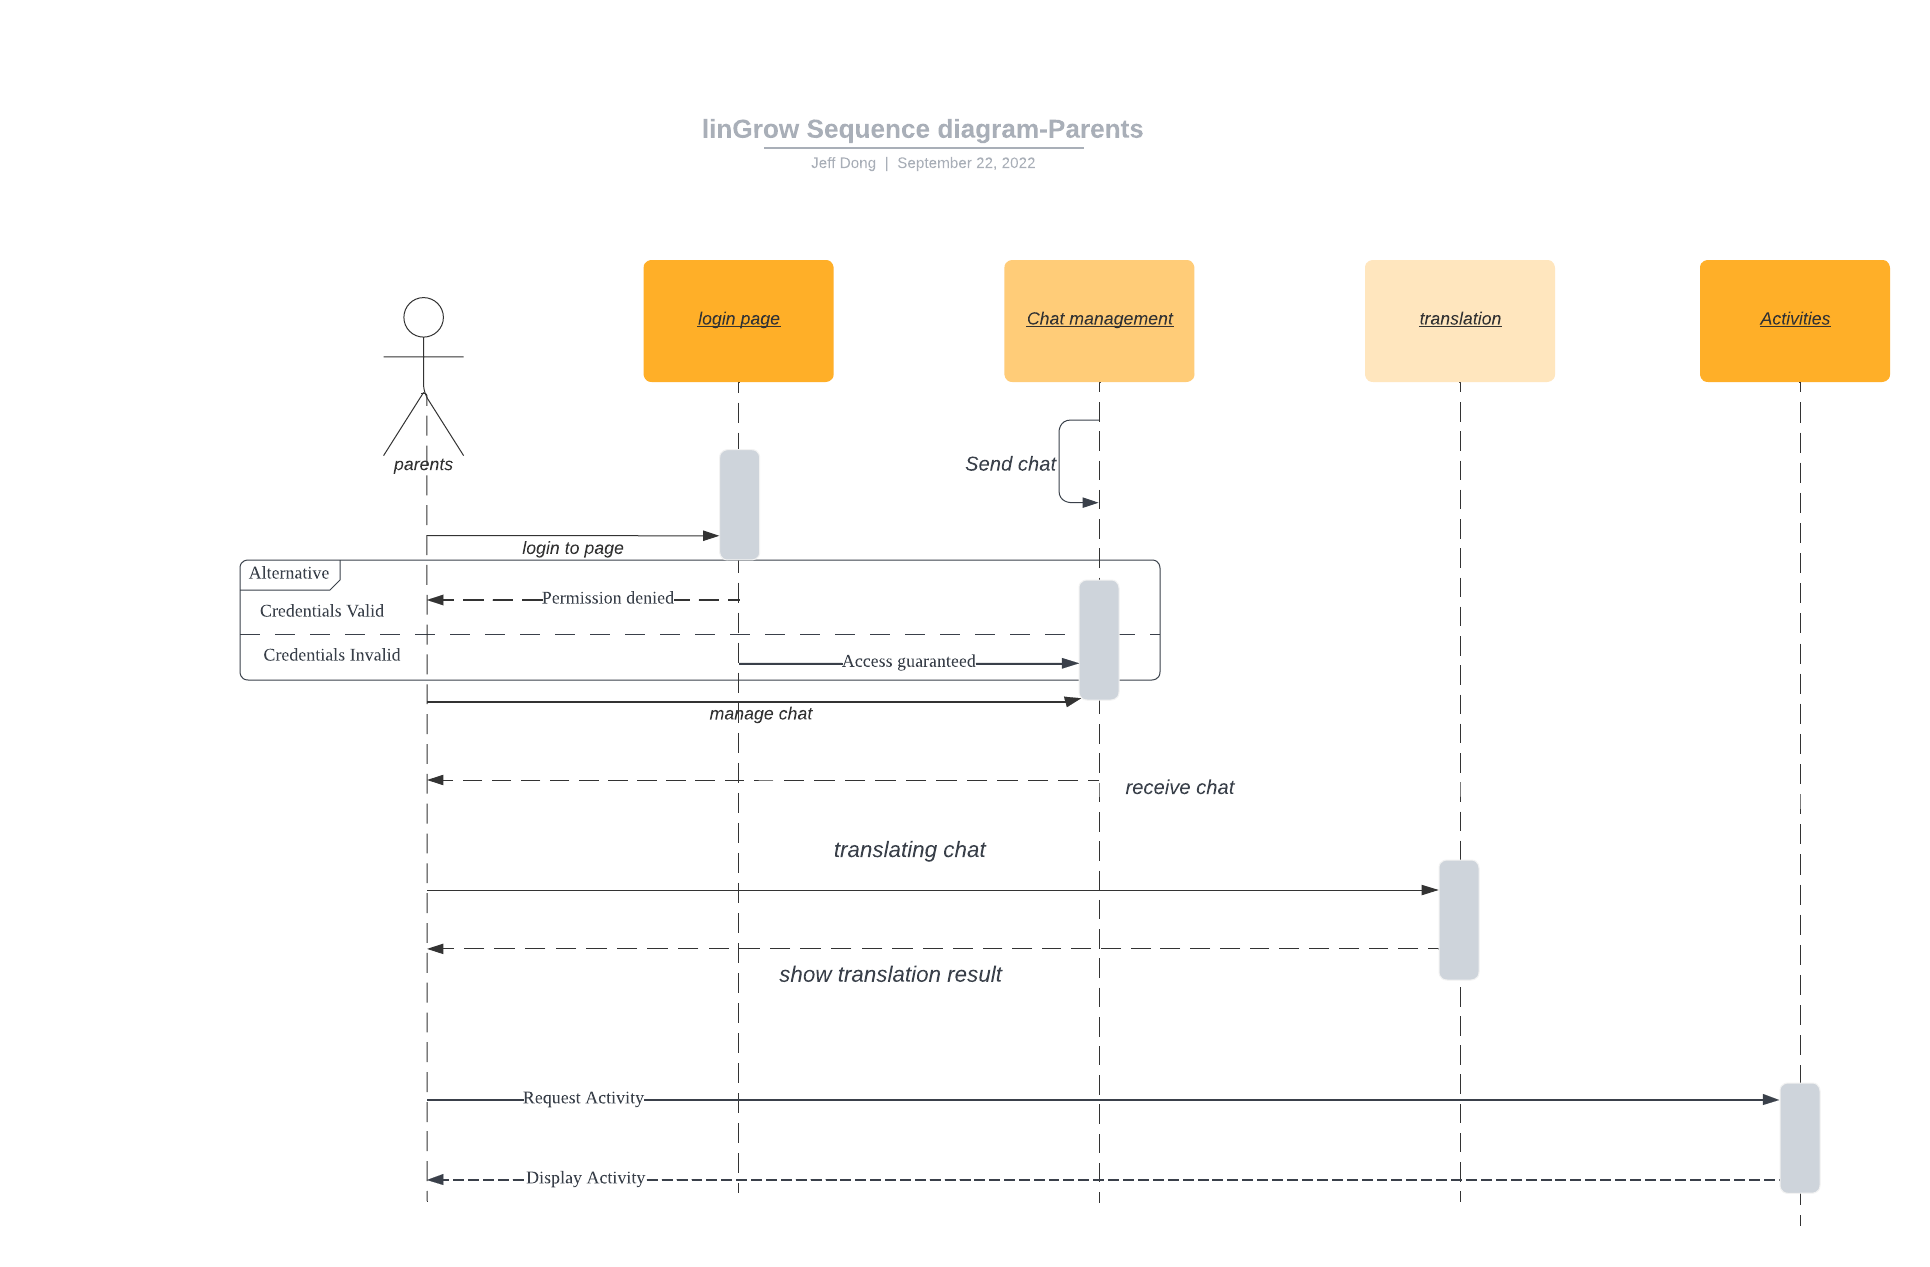 linGrow Sequence diagram-Parents
Jeff Dong | September 22, 2022
login page
Chat management
translation
Activities
parents
Send chat
login to page
Alternative
Permission denied
Credentials Valid
Credentials Invalid
Access guaranteed
manage chat
receive chat
translating chat
show translation result
Request Activity
Display Activity